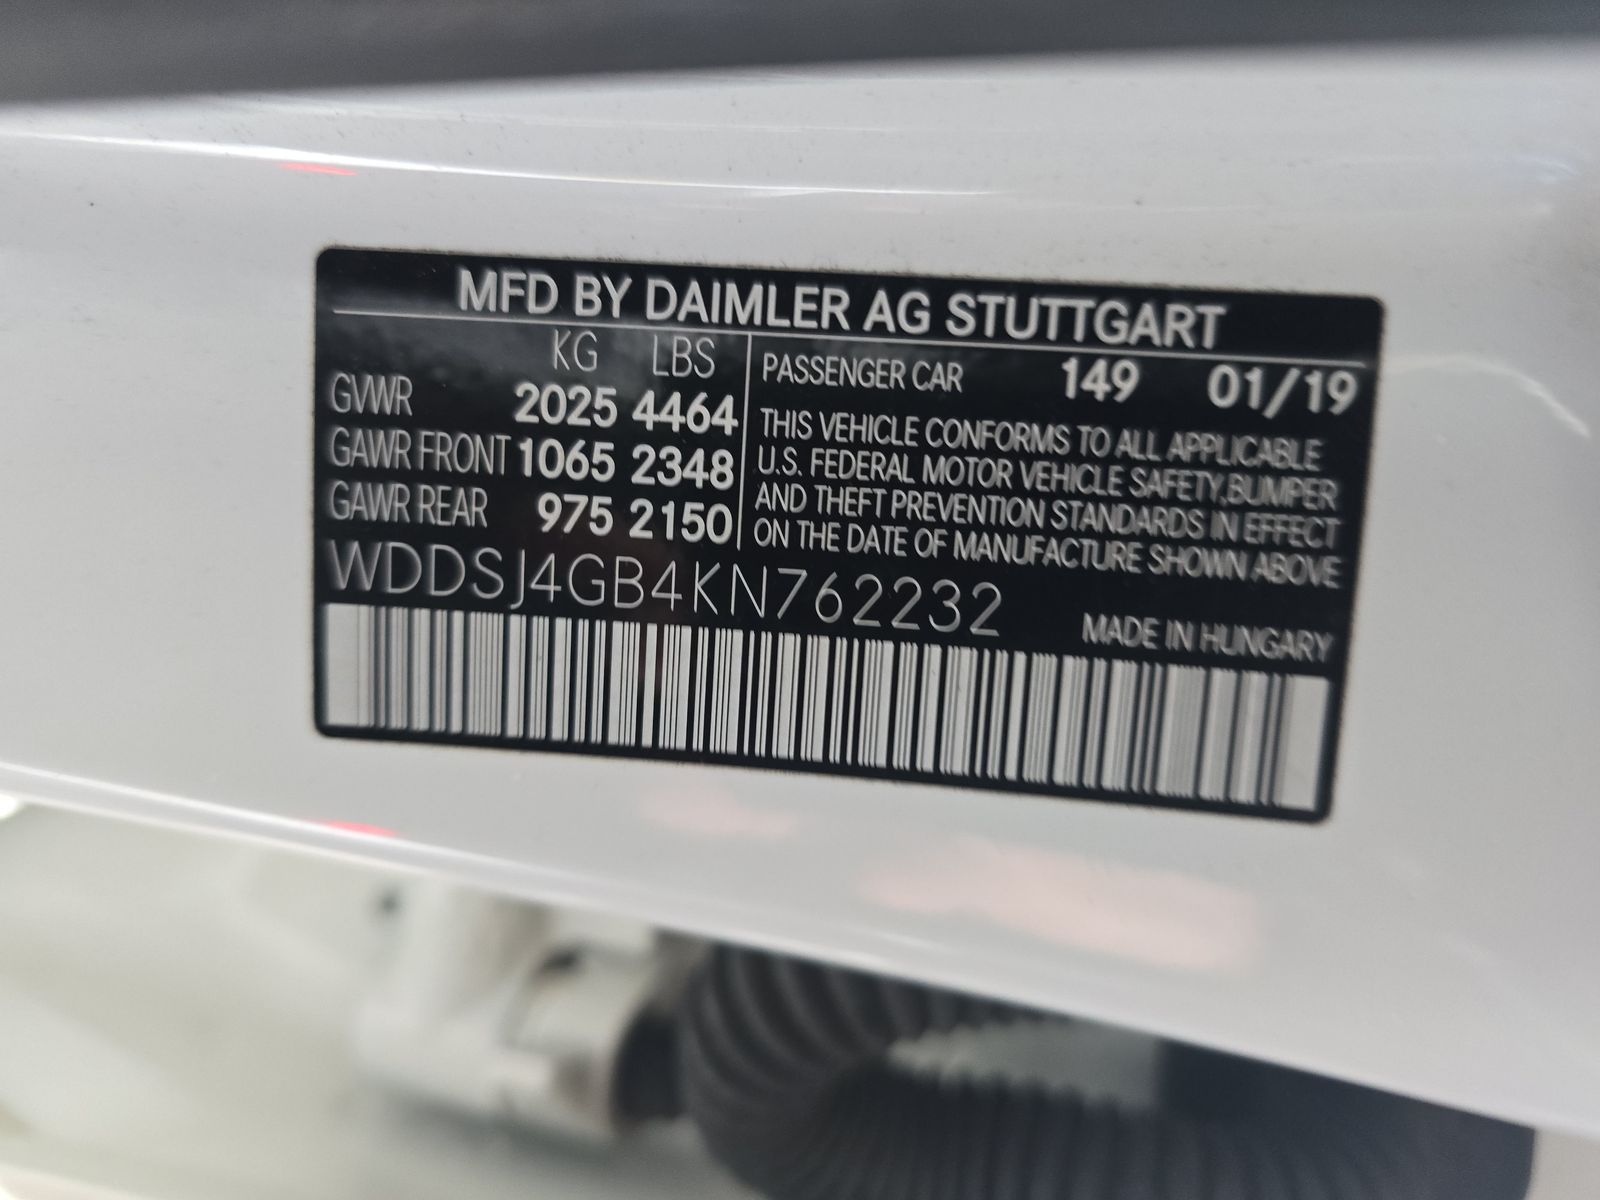 MFD BY DAIMLER AG STUTTGART
KG LBS
GVWR 2025 4464
GAWR FRONT 1065 2348
GAWR REAR 975 2150
PASSENGER CAR 149 01/19
THIS VEHICLE CONFORMS TO ALL APPLICABLE
U.S. FEDERAL MOTOR VEHICLE SAFETY,BUMPER
AND THEFT PREVENTION STANDARDS IN EFFECT
ON THE DATE OF MANUFACTURE SHOWN ABOVE
WDDSJ4GB4KN762232
MADE IN HUNGARY